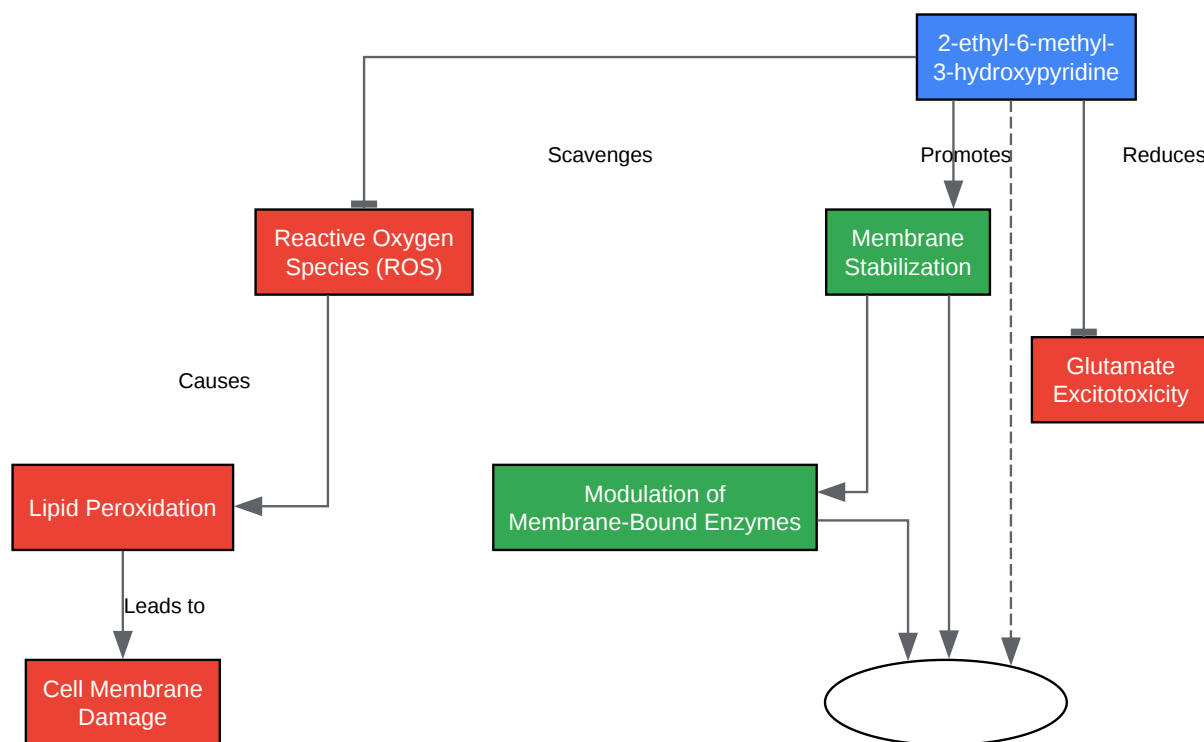 2-ethyl-6-methyl-
3-hydroxypyridine
Scavenges
Promotes
Reduces
Reactive Oxygen
Species (ROS)
Membrane
Stabilization
Glutamate
Excitotoxicity
Causes
Lipid Peroxidation
Modulation of
Membrane-Bound Enzymes
Leads to
Cell Membrane
Damage